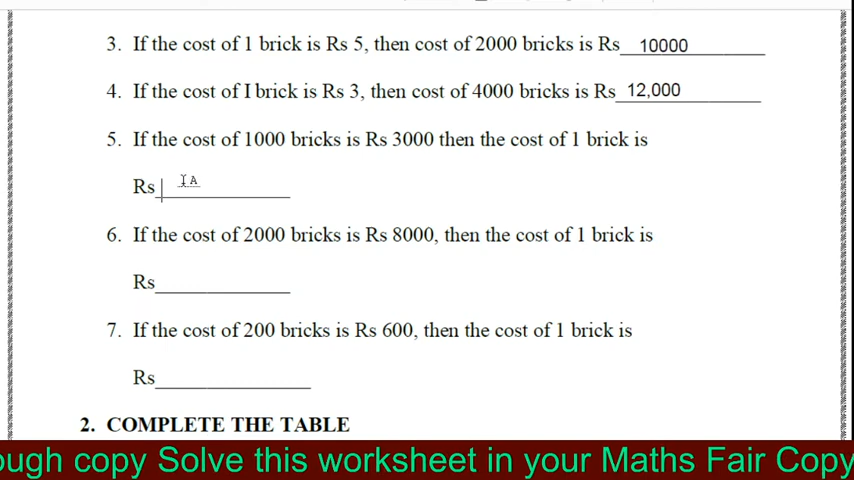 3. If the cost of 1 brick is Rs 5, then cost of 2000 bricks is Rs 10000
4. If the cost of I brick is Rs 3, then cost of 4000 bricks is Rs 12,000
5. If the cost of 1000 bricks is Rs 3000 then the cost of 1 brick is
Rs
6. If the cost of 2000 bricks is Rs 8000, then the cost of 1 brick is
Rs
7. If the cost of 200 bricks is Rs 600, then the cost of 1 brick is
Rs
2. COMPLETE THE TABLE
ough copy Solve this worksheet in your Maths Fair Copy